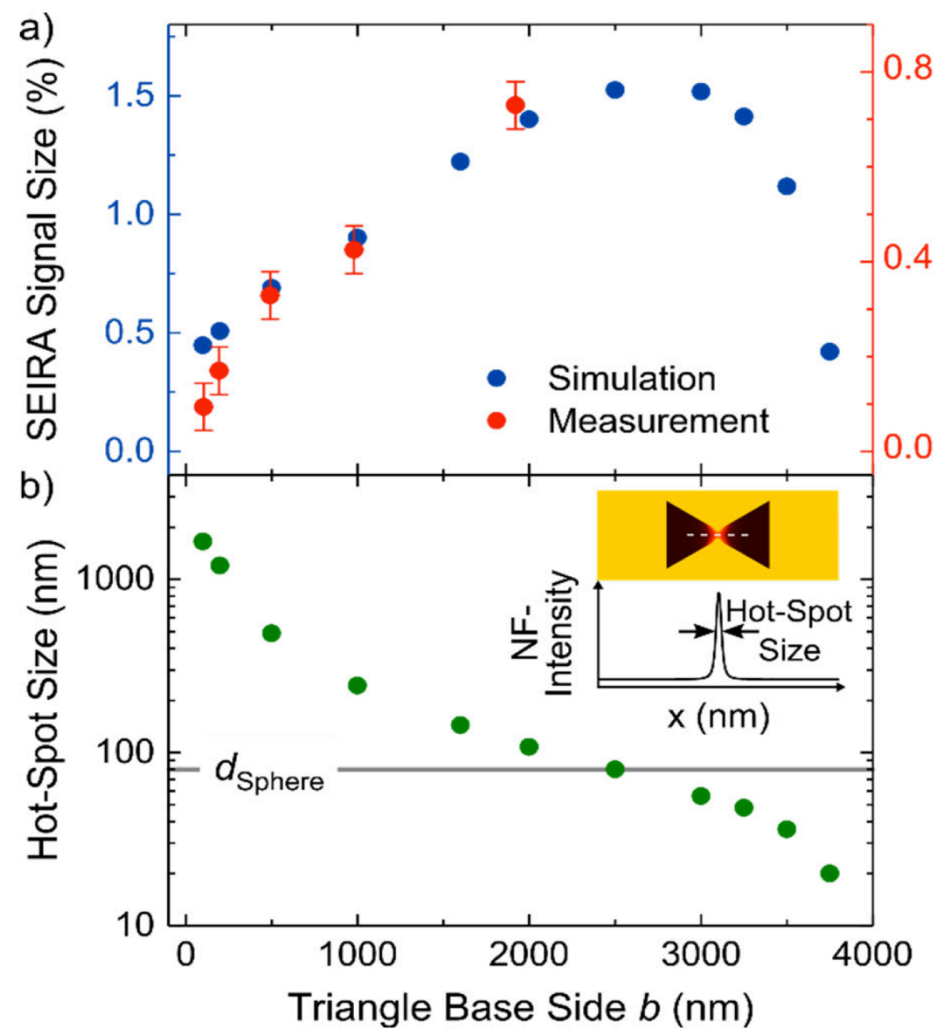 a)
SEIRA Signal Size (%)
1.5
1.0
0.5
0.0
0.8
0.4
0.0
Simulation
Measurement
b)
Hot-Spot Size (nm)
1000
100
10
d Sphere
NF-
Intensity
Hot-Spot
Size
x (nm)
0 1000 2000 3000 4000
Triangle Base Side b (nm)